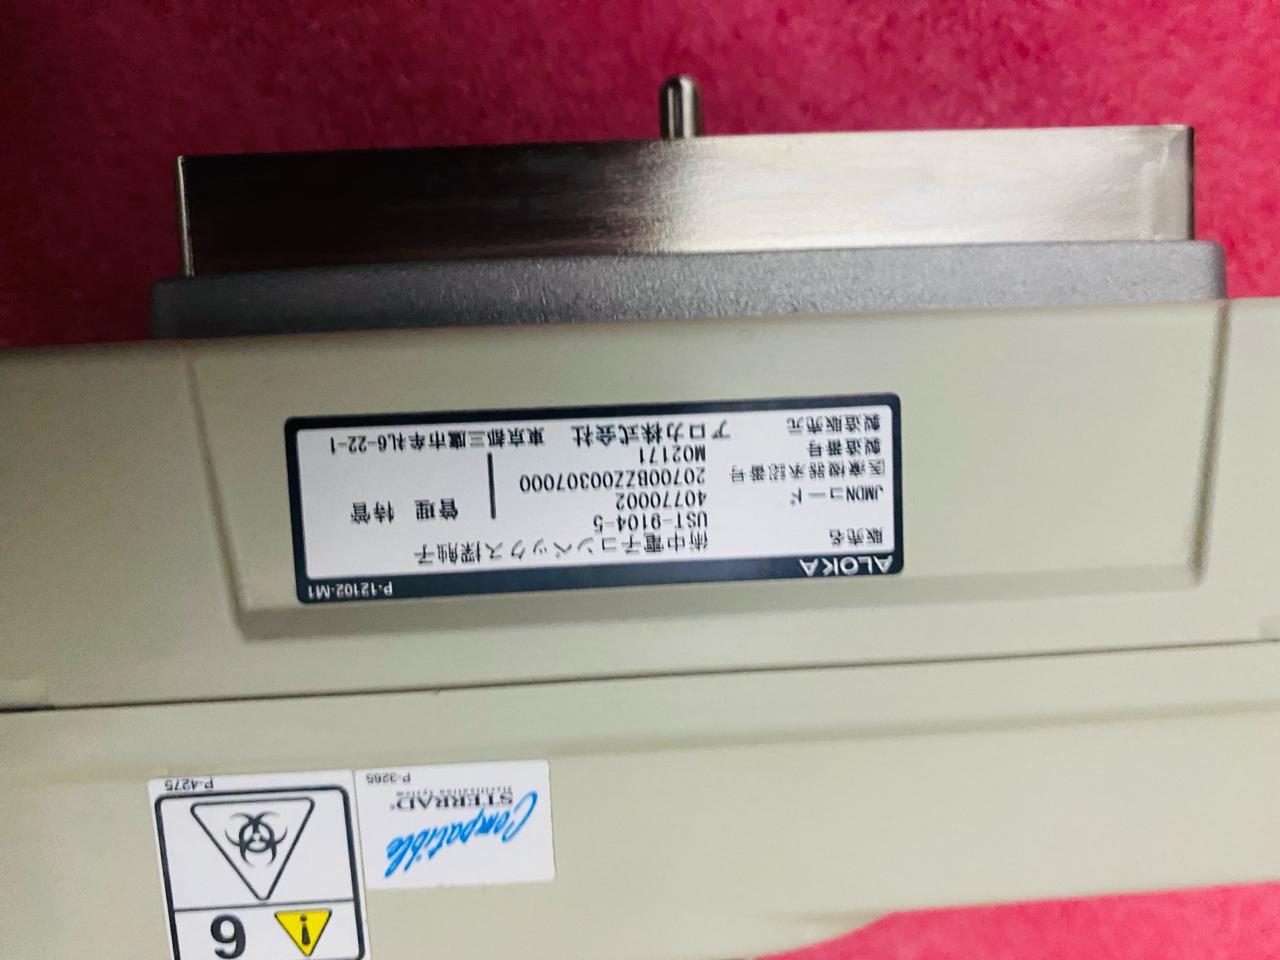 ALOKA P-12102-M1
販売名 術中電子コンベックス探触子
UST-9104-5
JMDNコード 40770002 管理 特管
医療機器承認番号 20700BZZ00307000
製造番号 M02171
製造販売元 アロカ株式会社 東京都三鷹市牟礼6-22-1
Compatible
STERRAD®
Sterilization System
P-3265
6
P-4275